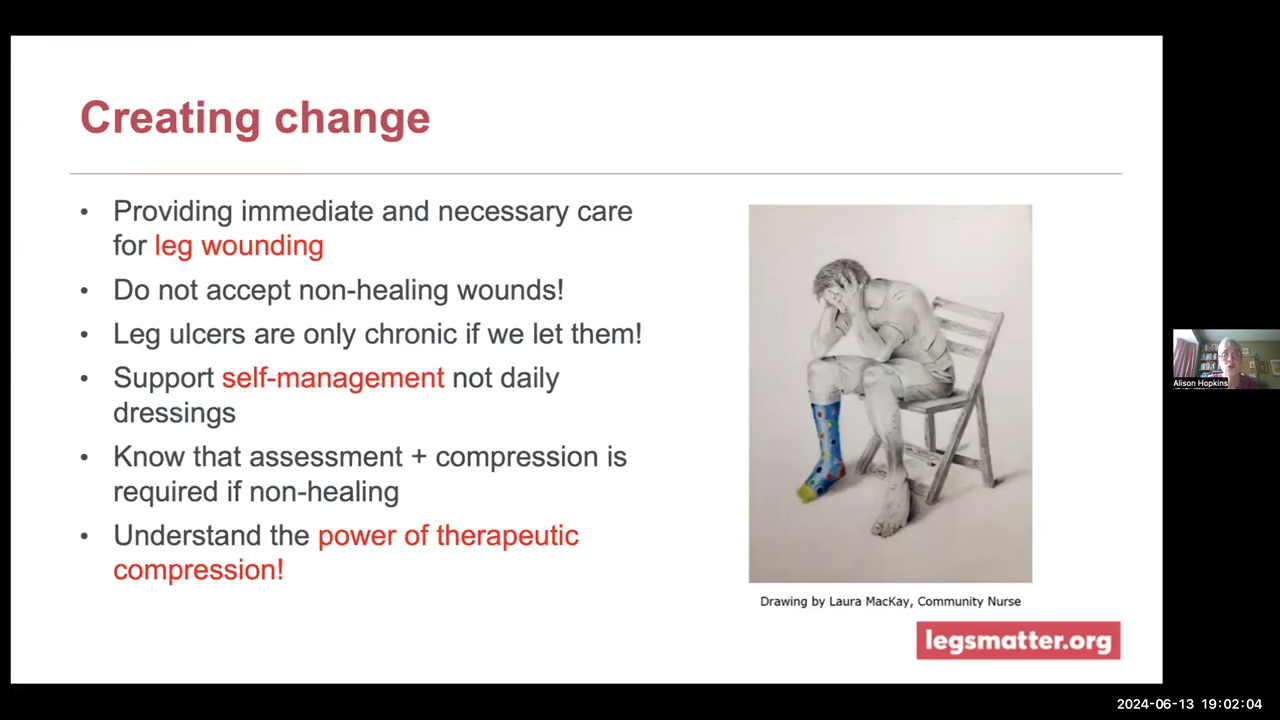 Creating change
• Providing immediate and necessary care
for leg wounding
• Do not accept non-healing wounds!
• Leg ulcers are only chronic if we let them!
• Support self-management not daily
dressings
• Know that assessment + compression is
required if non-healing
• Understand the power of therapeutic
compression!
Drawing by Laura MacKay, Community Nurse
legsmatter.org
Alison Hopkins
2024-06-13 19:02:04